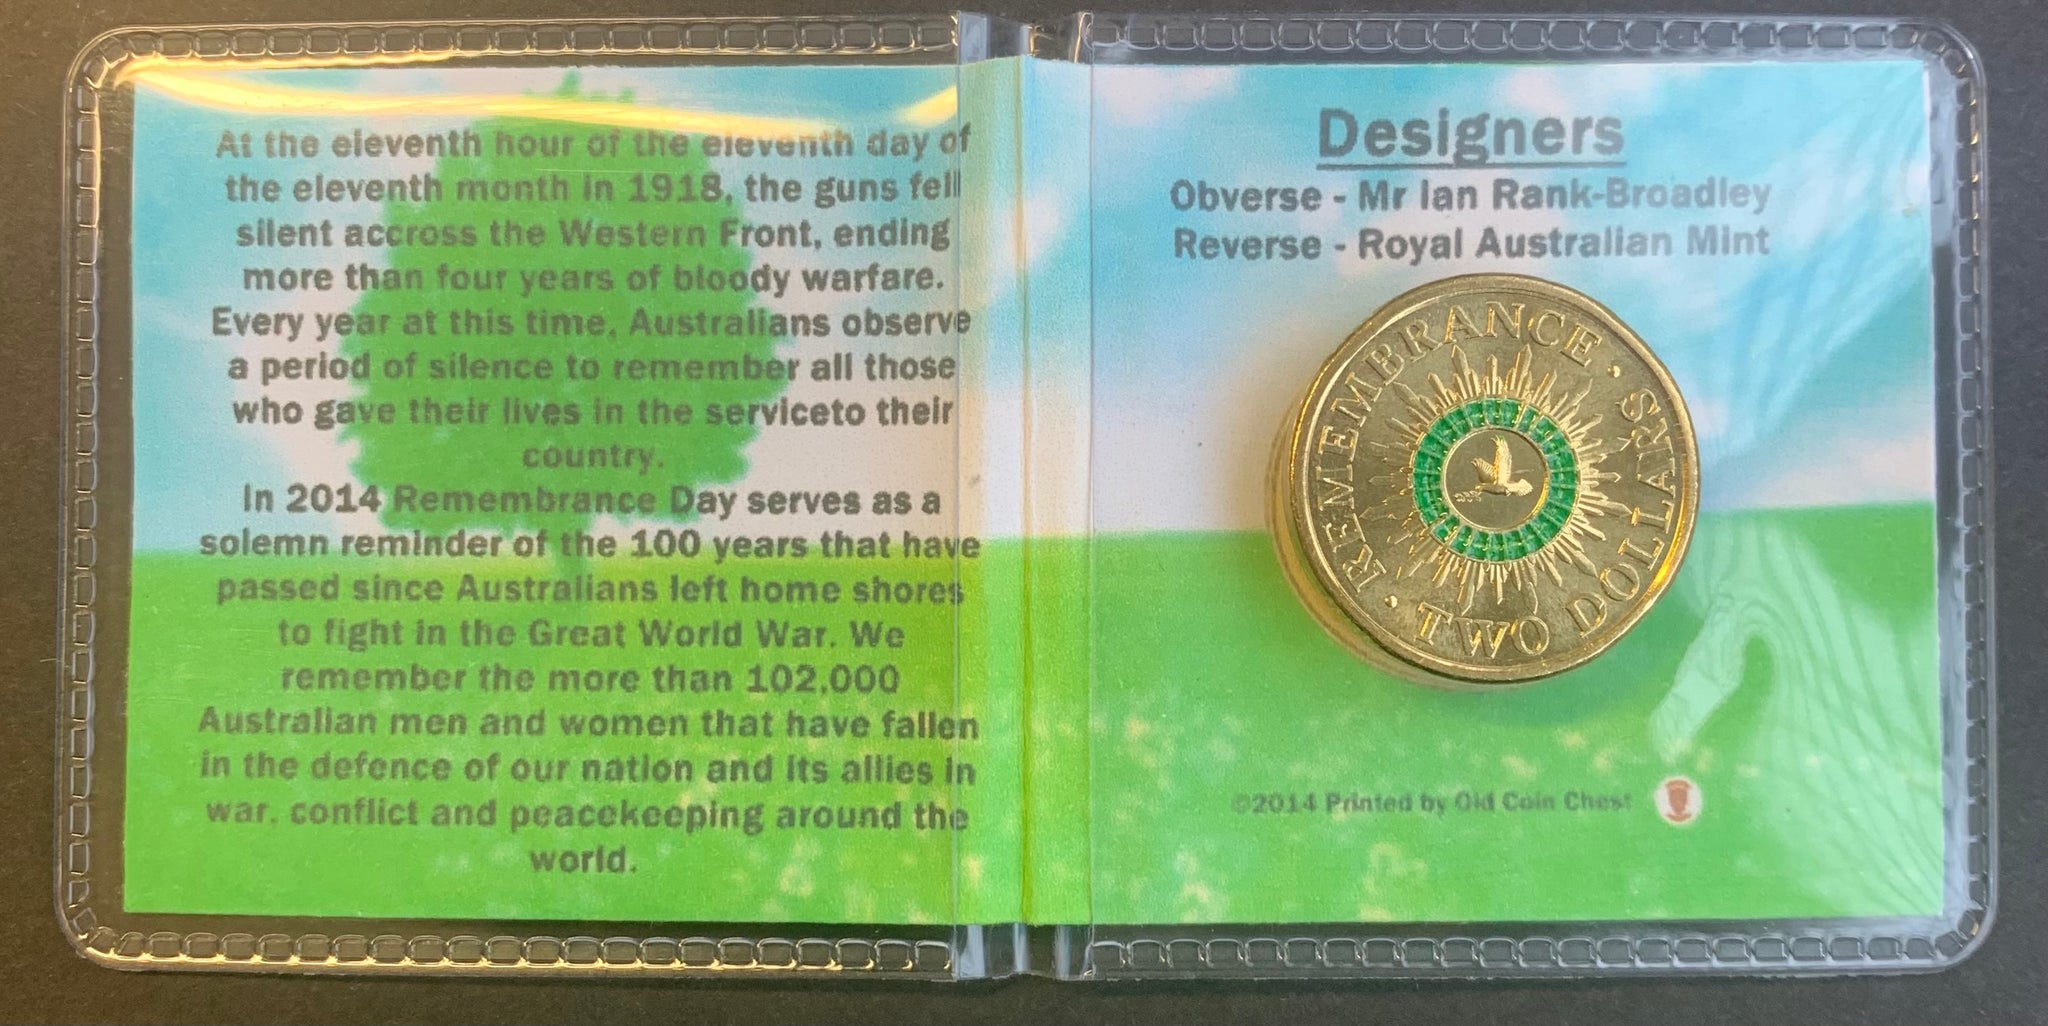 At the eleventh hour of the eleventh day of
the eleventh month in 1918, the guns fell
silent accross the Western Front, ending
more than four years of bloody warfare.
Every year at this time, Australians observe
a period of silence to remember all those
who gave their lives in the serviceto their
country.
In 2014 Remembrance Day serves as a
solemn reminder of the 100 years that have
passed since Australians left home shores
to fight in the Great World War. We
remember the more than 102,000
Australian men and women that have fallen
in the defence of our nation and its allies in
war, conflict and peacekeeping around the
world.
Designers
Obverse - Mr Ian Rank-Broadley
Reverse - Royal Australian Mint
REMEMBRANCE
· TWO DOLLARS ·
©2014 Printed by Old Coin Chest